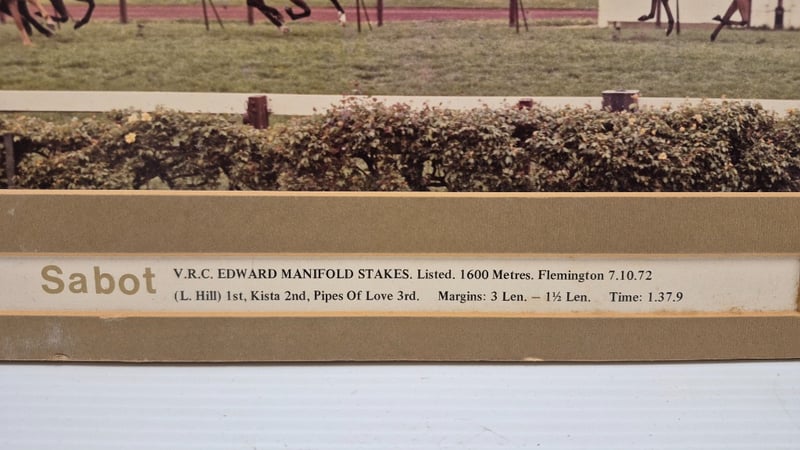 Sabot
V.R.C. EDWARD MANIFOLD STAKES. Listed. 1600 Metres. Flemington 7.10.72
(L. Hill) 1st, Kista 2nd, Pipes Of Love 3rd. Margins: 3 Len. – 1½ Len. Time: 1.37.9